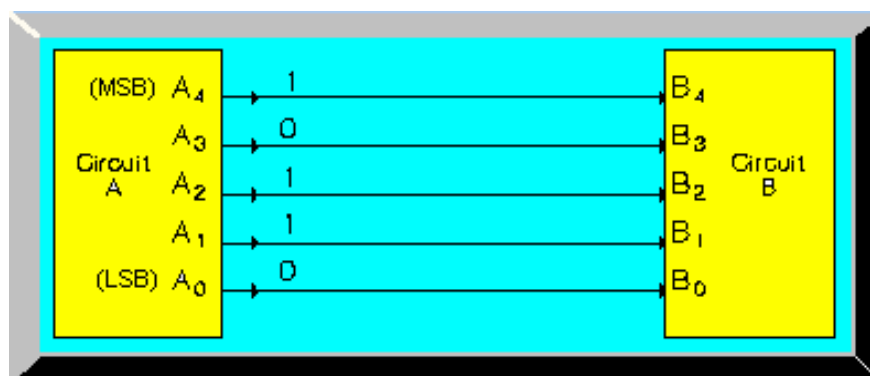 (MSB) A4 1 B4
A3 0 B3
Circuit A A2 1 B2 Circuit B
A1 1 B1
(LSB) A0 0 B0